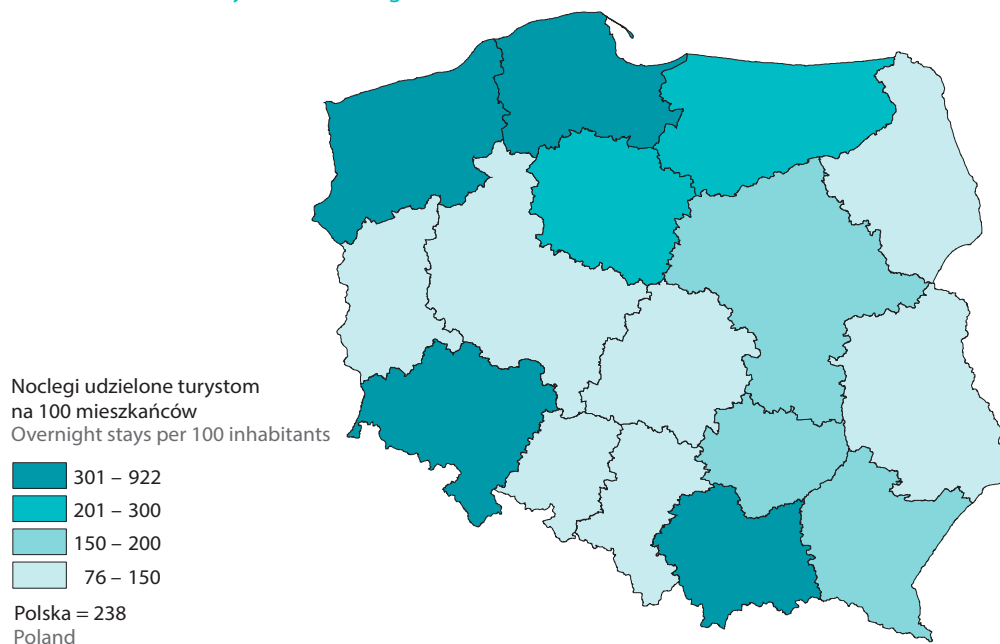 Noclegi udzielone turystom
na 100 mieszkańców
Overnight stays per 100 inhabitants
301 – 922
201 – 300
150 – 200
76 – 150
Polska = 238
Poland